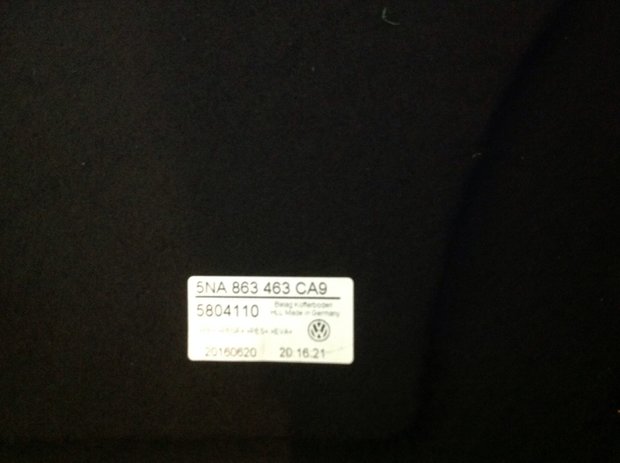 5NA 863 463 CA9
5804110
Belag Kofferboden
HLL Made in Germany
20160620 20.16.21